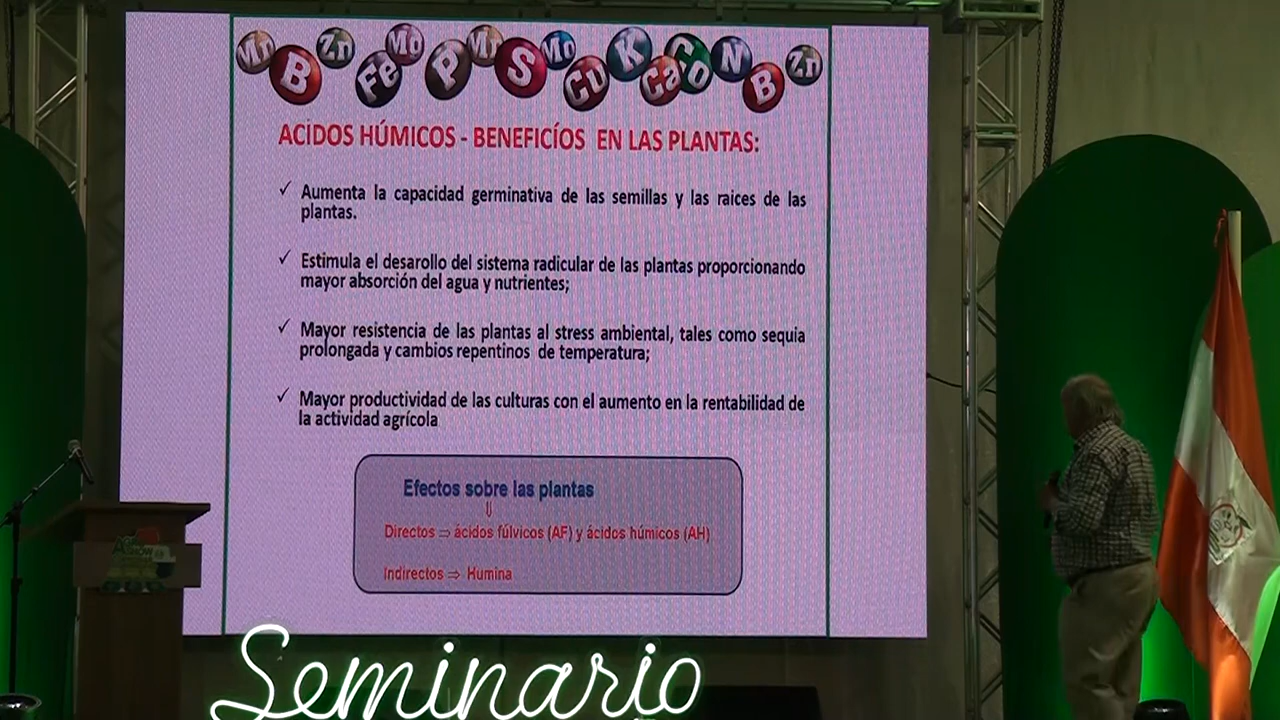 Mn B Zn Fe Mo P Mn S Mo Cu K Ca Co N B Zn
ACIDOS HÚMICOS - BENEFICÍOS EN LAS PLANTAS:
✓ Aumenta la capacidad germinativa de las semillas y las raices de las
plantas.
✓ Estimula el desarollo del sistema radicular de las plantas proporcionando
mayor absorción del agua y nutrientes;
✓ Mayor resistencia de las plantas al stress ambiental, tales como sequia
prolongada y cambios repentinos de temperatura;
✓ Mayor productividad de las culturas con el aumento en la rentabilidad de
la actividad agrícola
Efectos sobre las plantas
⇓
Directos ⇒ ácidos fúlvicos (AF) y ácidos húmicos (AH)
Indirectos ⇒ Humina
Seminario